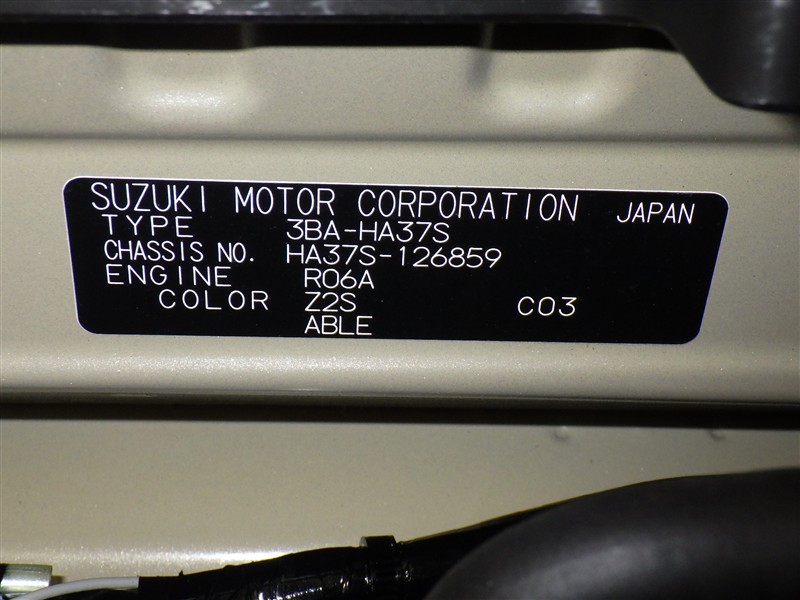 SUZUKI MOTOR CORPORATION JAPAN
TYPE 3BA-HA37S
CHASSIS NO. HA37S-126859
ENGINE R06A
COLOR Z2S C03
ABLE